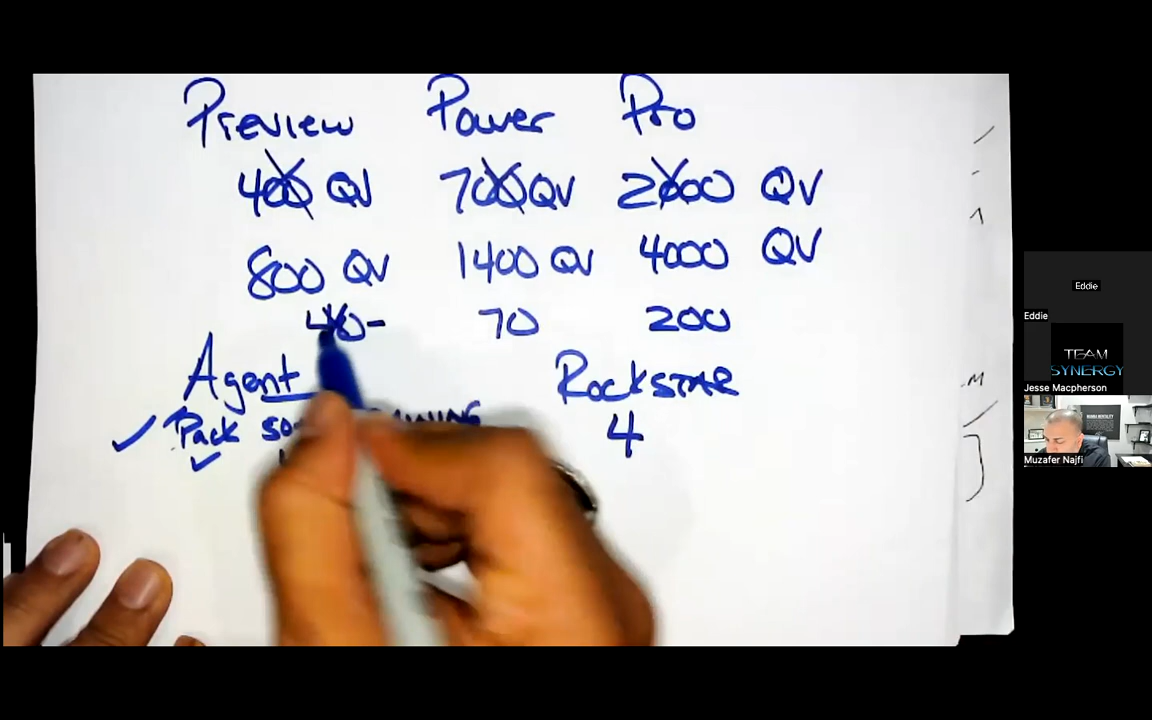 Preview Power Pro
400 QV 700 QV 2000 QV
800 QV 1400 QV 4000 QV
40- 70 200
Agent Rockstar
Pack 4
Eddie
Eddie
TEAM
SYNERGY
Jesse Macpherson
Muzafer Najfi